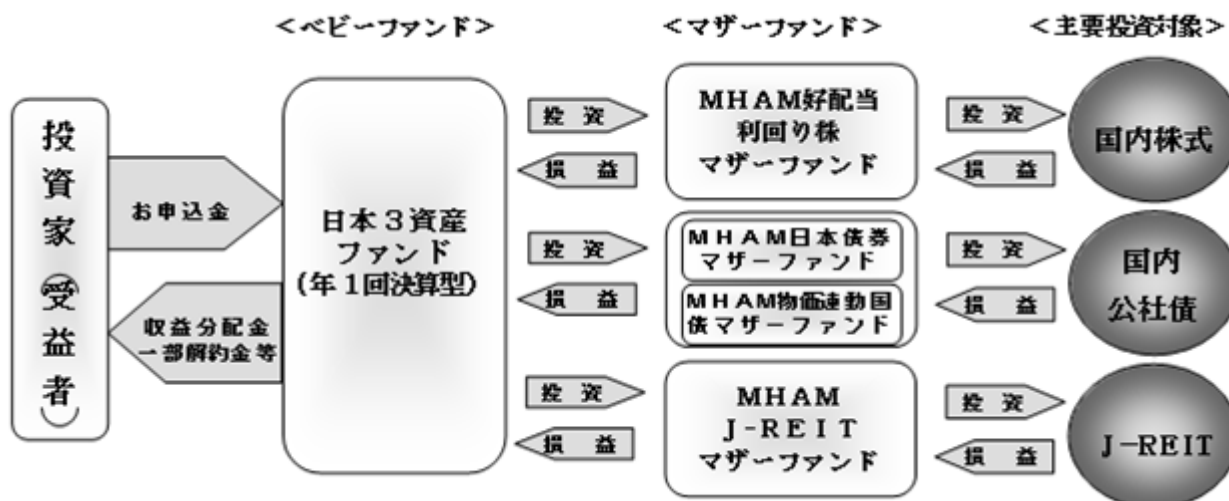 ＜ベビーファンド＞
＜マザーファンド＞
＜主要投資対象＞
投資家（受益者）
お申込金
収益分配金
一部解約金等
日本３資産
ファンド
(年１回決算型)
投資
損益
MHAM好配当
利回り株
マザーファンド
投資
損益
国内株式
投資
損益
MHAM日本債券
マザーファンド
MHAM物価連動国
債マザーファンド
投資
損益
国内
公社債
投資
損益
MHAM
J-REIT
マザーファンド
投資
損益
J-REIT